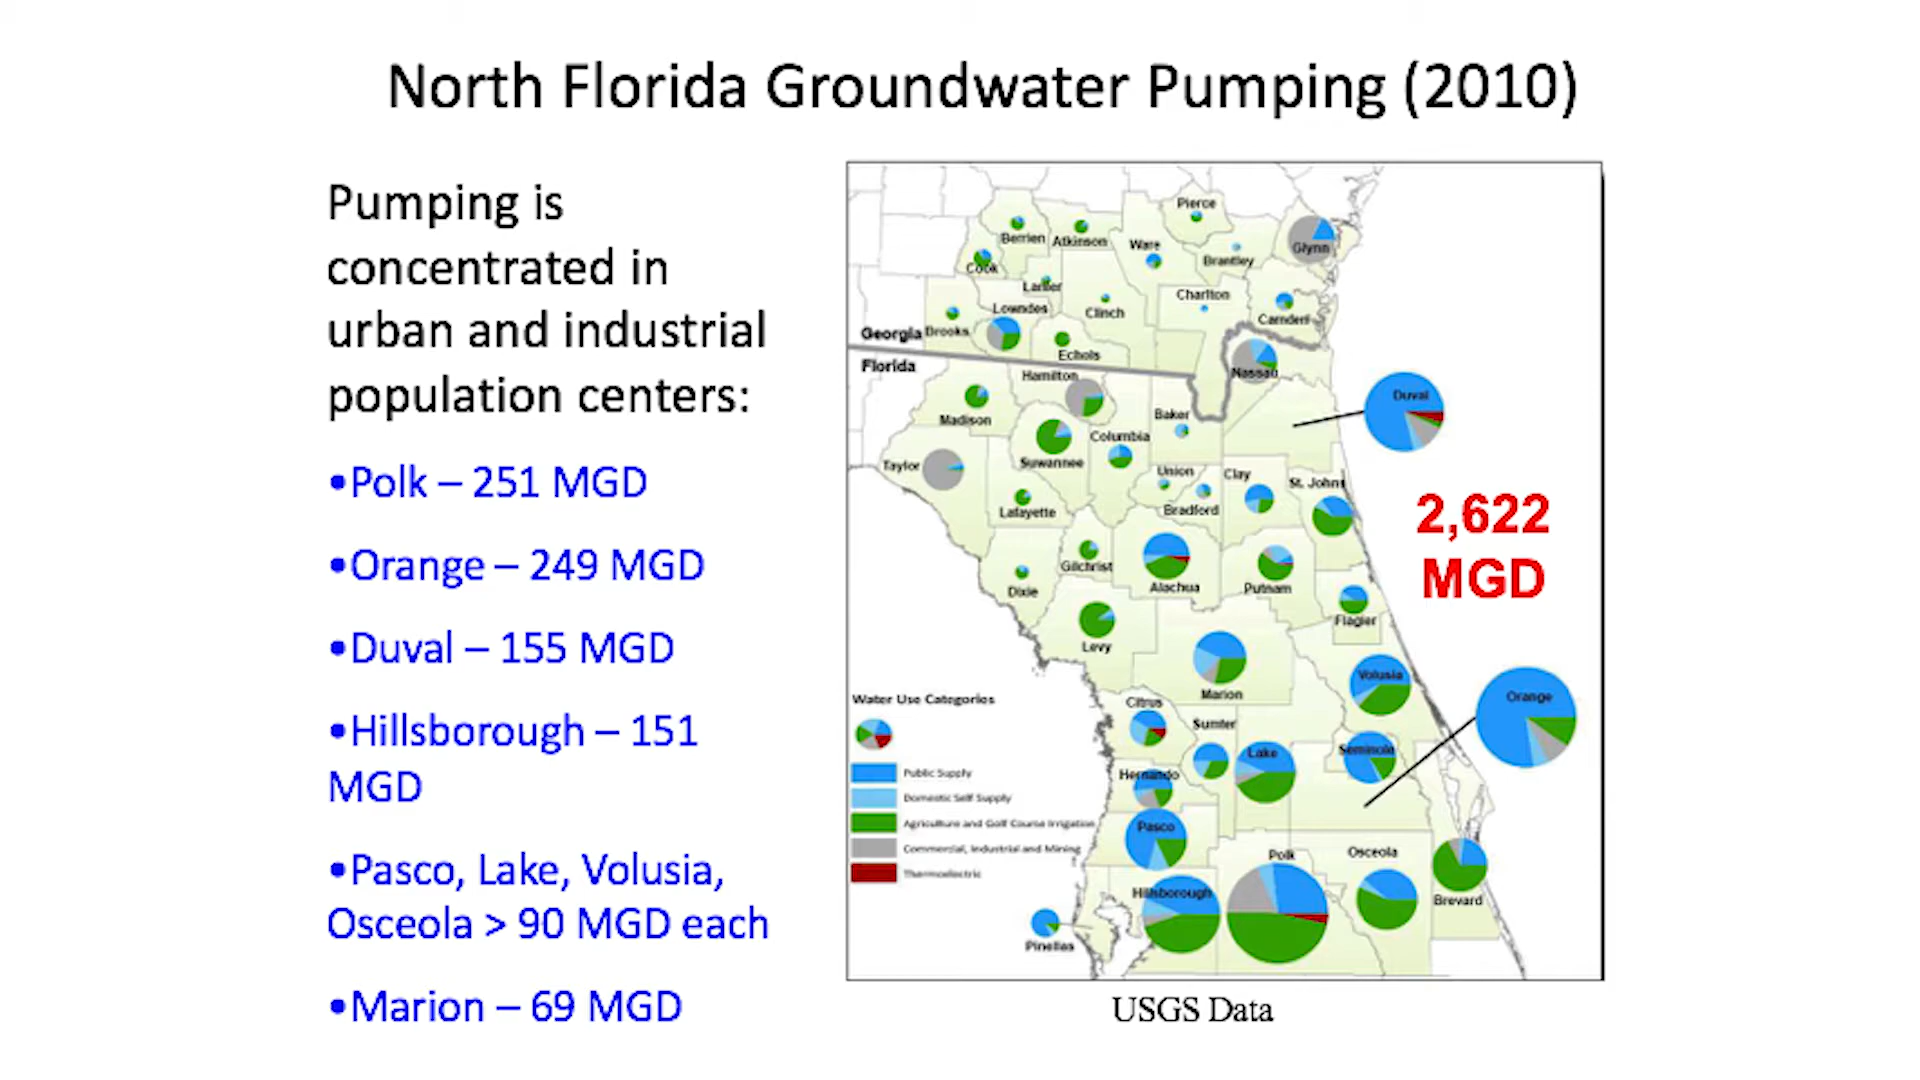 North Florida Groundwater Pumping (2010)
Pumping is
concentrated in
urban and industrial
population centers:
•Polk – 251 MGD
•Orange – 249 MGD
•Duval – 155 MGD
•Hillsborough – 151
MGD
•Pasco, Lake, Volusia,
Osceola > 90 MGD each
•Marion – 69 MGD
Pierce
Berrien
Atkinson
Ware
Glynn
Brantley
Cook
Lanier
Charlton
Lowndes
Clinch
Camden
Georgia
Brooks
Echols
Florida
Hamilton
Nassau
Duval
Madison
Baker
Columbia
Suwannee
Taylor
Union
Clay
St. Johns
Lafayette
Bradford
2,622
MGD
Gilchrist
Dixie
Alachua
Putnam
Flagler
Levy
Marion
Volusia
Orange
Water Use Categories
Public Supply
Domestic Self Supply
Agriculture and Golf Course Irrigation
Commercial, Industrial and Mining
Thermoelectric
Citrus
Sumter
Lake
Seminole
Hernando
Pasco
Polk
Osceola
Hillsborough
Brevard
Pinellas
USGS Data